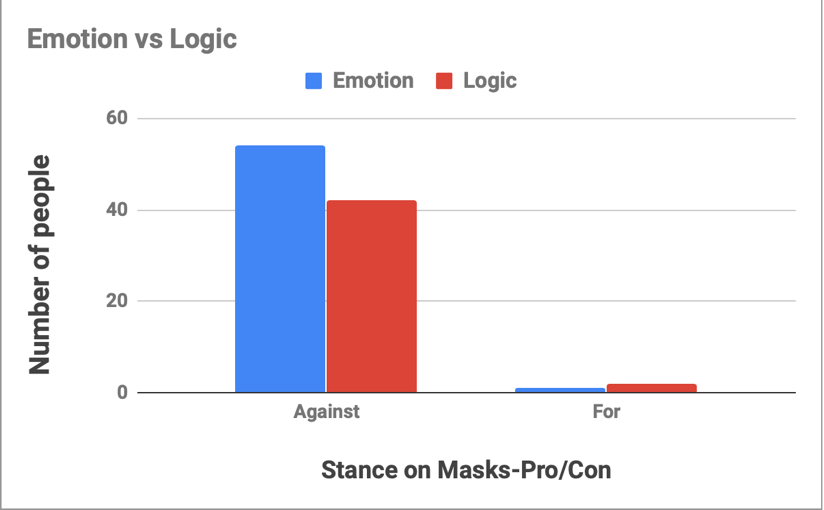 Emotion vs Logic
Emotion Logic
60
40
20
0
Number of people
Against For
Stance on Masks-Pro/Con